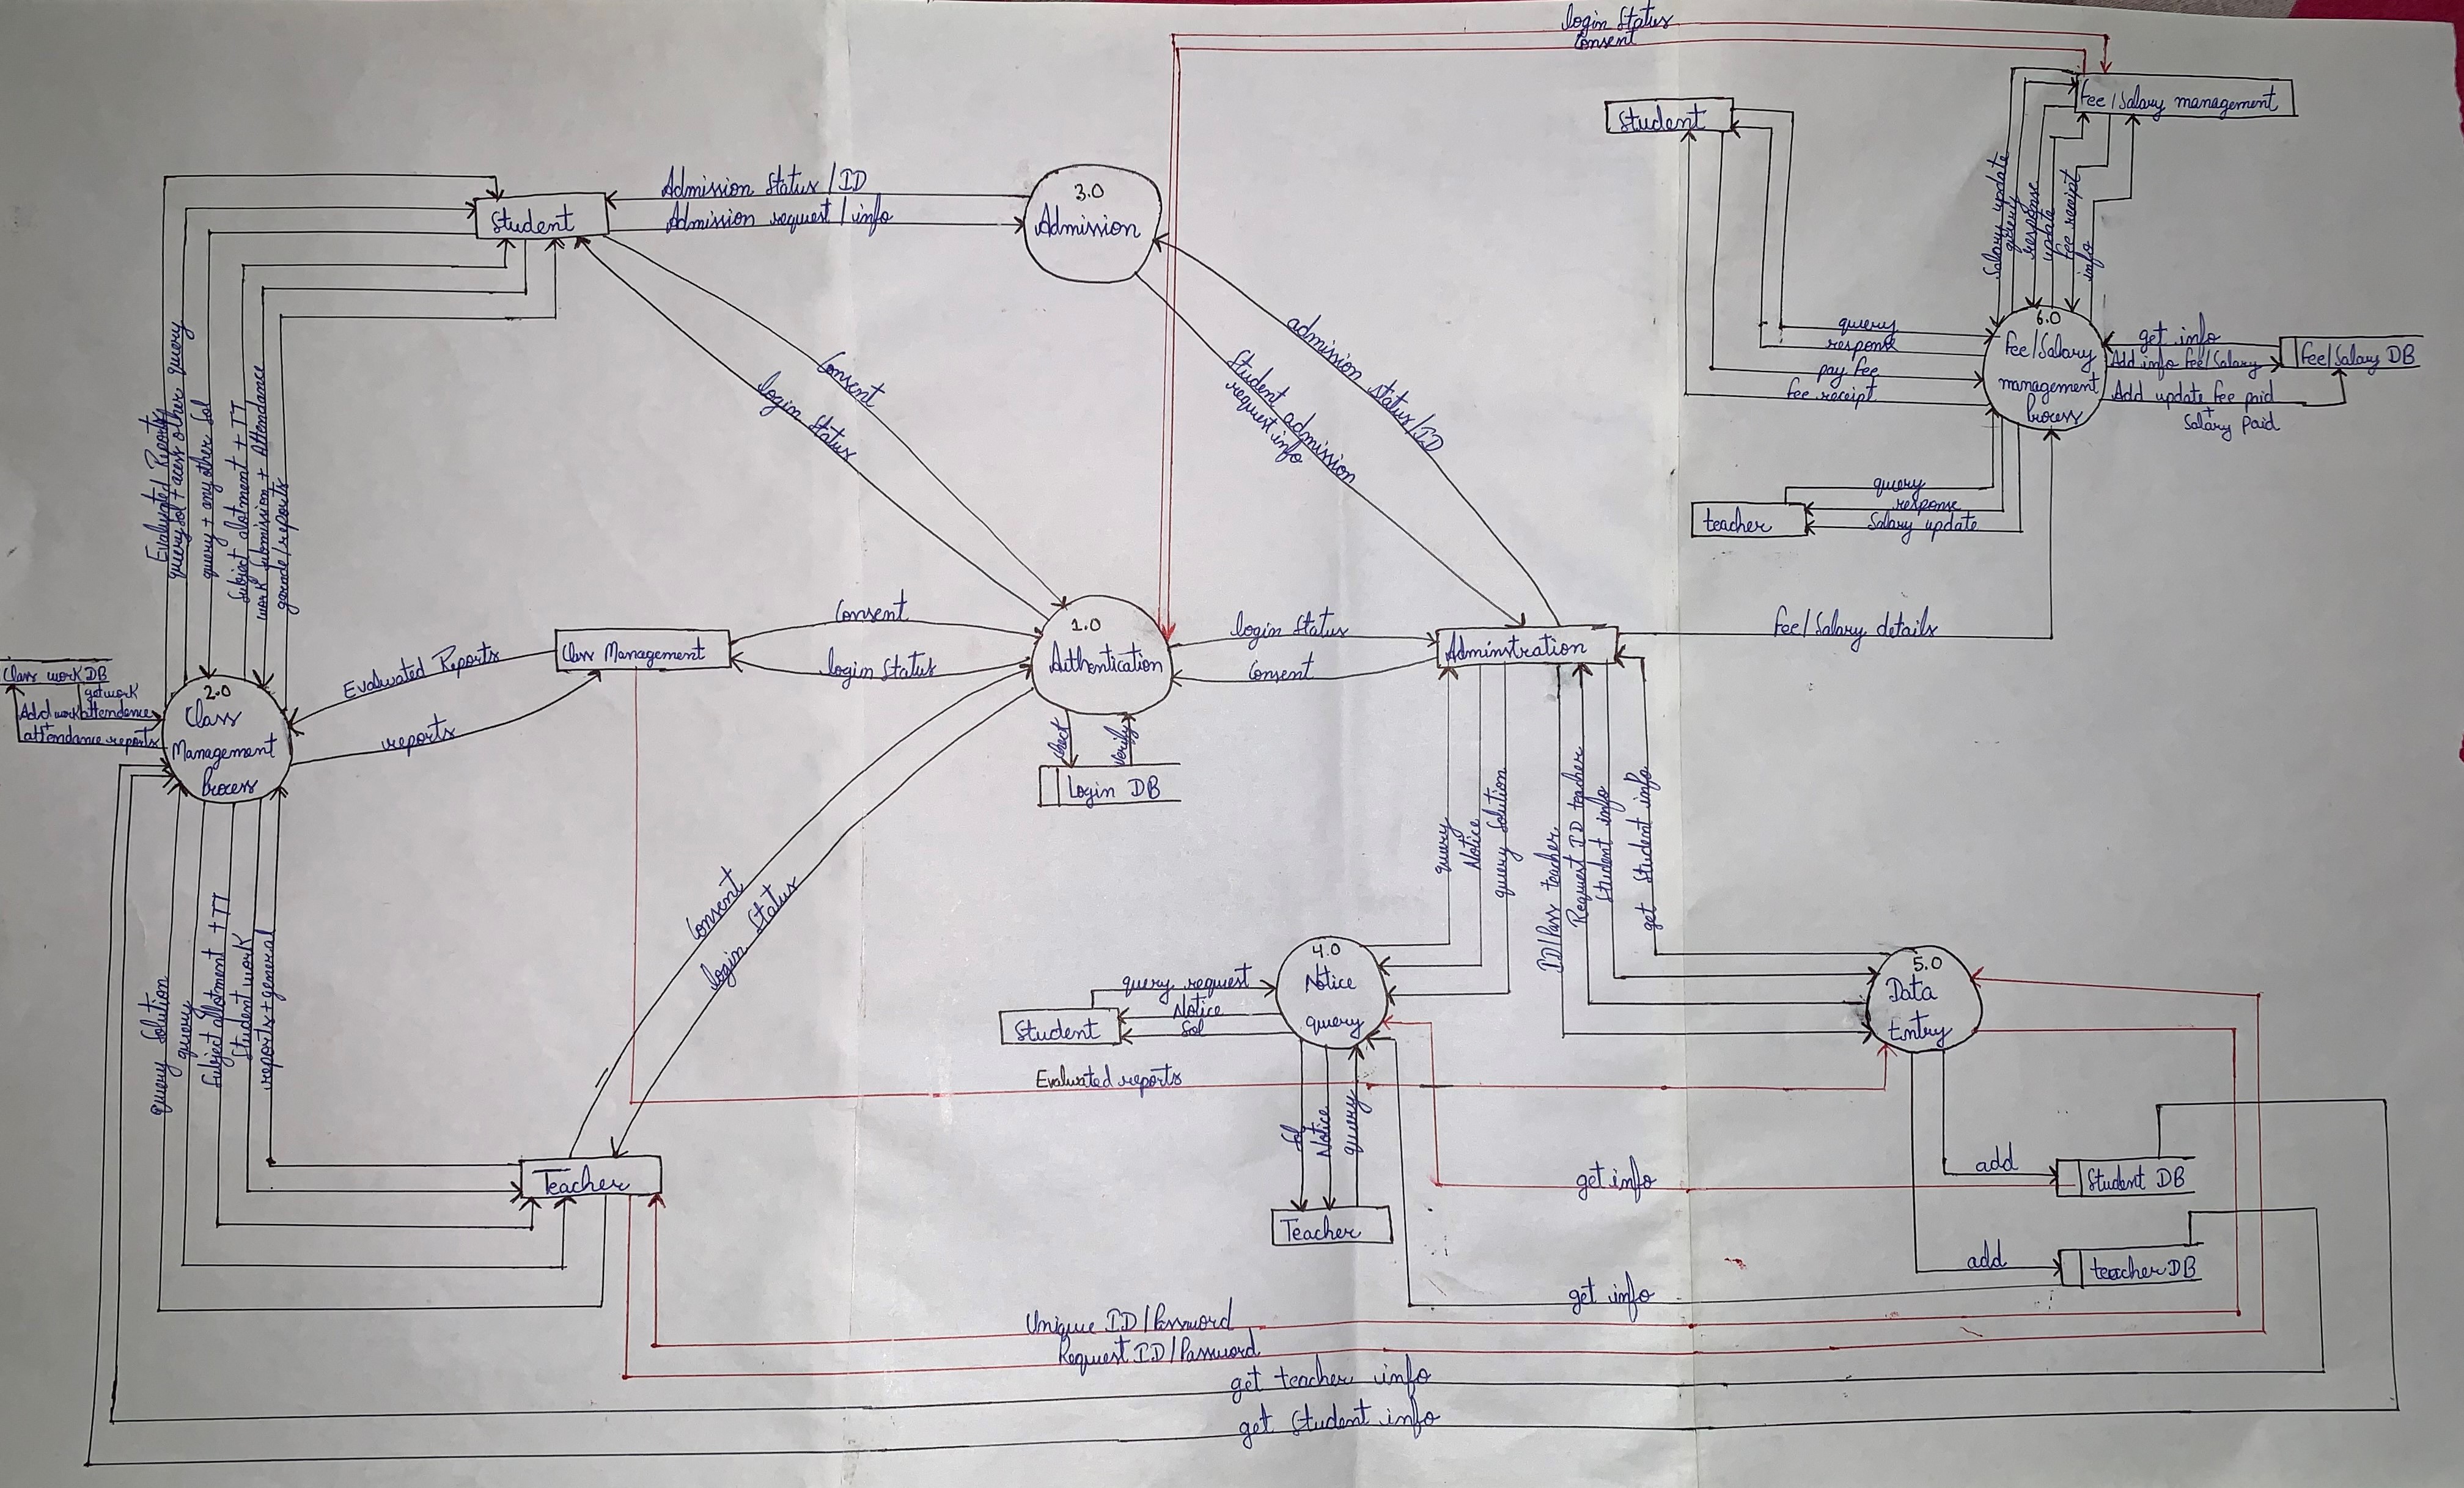 login Status
Consent
Fee/Salary management
Student
Salary update
query
response
update
fee receipt
info
Admission Status / ID
Admission request / info
Student
3.0
Admission
6.0
Fee/Salary
management
Process
query
response
pay fee
fee receipt
get info
Add info Fee/Salary
Fee/Salary DB
Add update Fee paid
+
Salary Paid
admission status/ID
Student admission
request info
Consent
login Status
query
response
Salary update
teacher
Evaluated Reports
query sol + acess other query
query + any other Sol
Subject alotment + TT
work Submission + Attendance
garade/reports
Consent
login Status
Class Management
1.0
Authentication
login Status
Consent
Adminstration
Fee/Salary details
Evaluated Reports
reports
Class work DB
get work
attendence
Add work
+
attendance reports
2.0
Class
Management
Process
Verify
Login DB
query
Notice
query Solution
ID/Pass teacher
Request ID teacher
Student info
get Student info
Consent
login Status
query Solution
query
Subject allotment + TT
Student work
reports + general
4.0
Notice
query
query request
Notice
Sol
Student
5.0
Data
Entry
Evaluated reports
Sol
Notice
query
Teacher
Teacher
get info
add
Student DB
add
teacher DB
get info
Unique ID / Password
Request ID / Password
get teacher info
get Student info